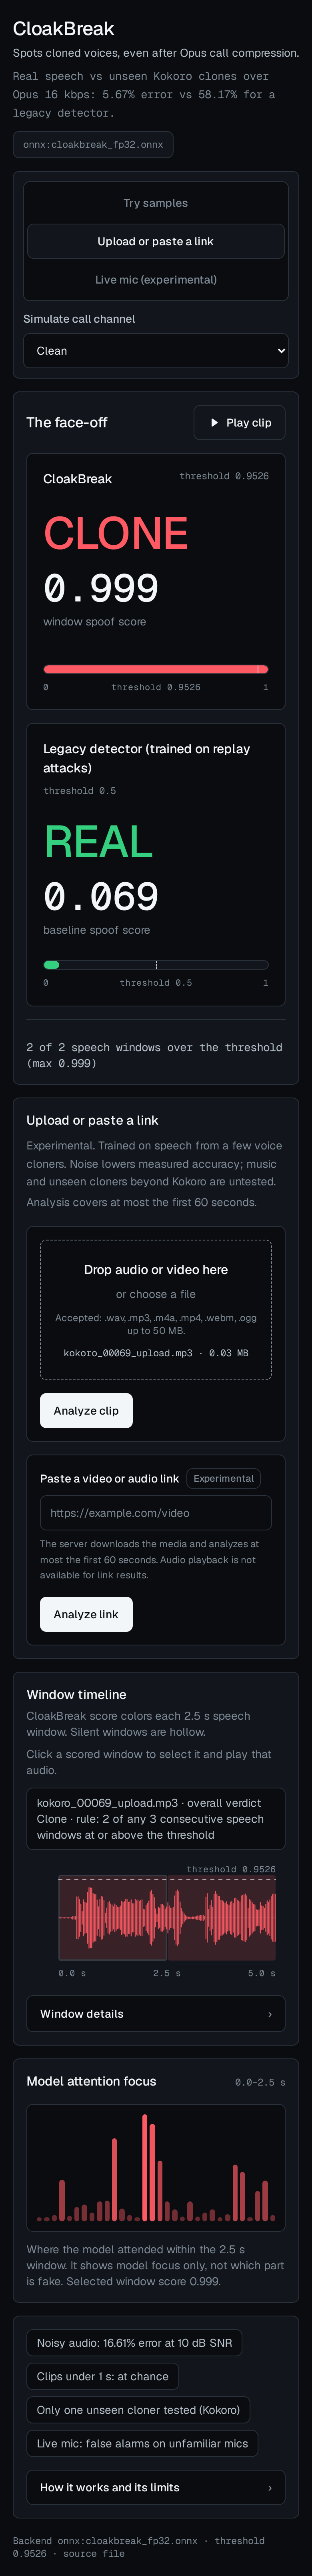 CloakBreak
Spots cloned voices, even after Opus call compression.
Real speech vs unseen Kokoro clones over
Opus 16 kbps: 5.67% error vs 58.17% for a
legacy detector.
onnx:cloakbreak_fp32.onnx
Try samples
Upload or paste a link
Live mic (experimental)
Simulate call channel
Clean
The face-off
Play clip
CloakBreak
threshold 0.9526
CLONE
0.999
window spoof score
0
threshold 0.9526
1
Legacy detector (trained on replay
attacks)
threshold 0.5
REAL
0.069
baseline spoof score
0
threshold 0.5
1
2 of 2 speech windows over the threshold
(max 0.999)
Upload or paste a link
Experimental. Trained on speech from a few voice
cloners. Noise lowers measured accuracy; music
and unseen cloners beyond Kokoro are untested.
Analysis covers at most the first 60 seconds.
Drop audio or video here
or choose a file
Accepted: .wav, .mp3, .m4a, .mp4, .webm, .ogg
up to 50 MB.
kokoro_00069_upload.mp3 · 0.03 MB
Analyze clip
Paste a video or audio link
Experimental
https://example.com/video
The server downloads the media and analyzes at
most the first 60 seconds. Audio playback is not
available for link results.
Analyze link
Window timeline
CloakBreak score colors each 2.5 s speech
window. Silent windows are hollow.
Click a scored window to select it and play that
audio.
kokoro_00069_upload.mp3 · overall verdict
Clone · rule: 2 of any 3 consecutive speech
windows at or above the threshold
threshold 0.9526
0.0 s
2.5 s
5.0 s
Window details
Model attention focus
0.0–2.5 s
Where the model attended within the 2.5 s
window. It shows model focus only, not which part
is fake. Selected window score 0.999.
Noisy audio: 16.61% error at 10 dB SNR
Clips under 1 s: at chance
Only one unseen cloner tested (Kokoro)
Live mic: false alarms on unfamiliar mics
How it works and its limits
Backend onnx:cloakbreak_fp32.onnx · threshold
0.9526 · source file